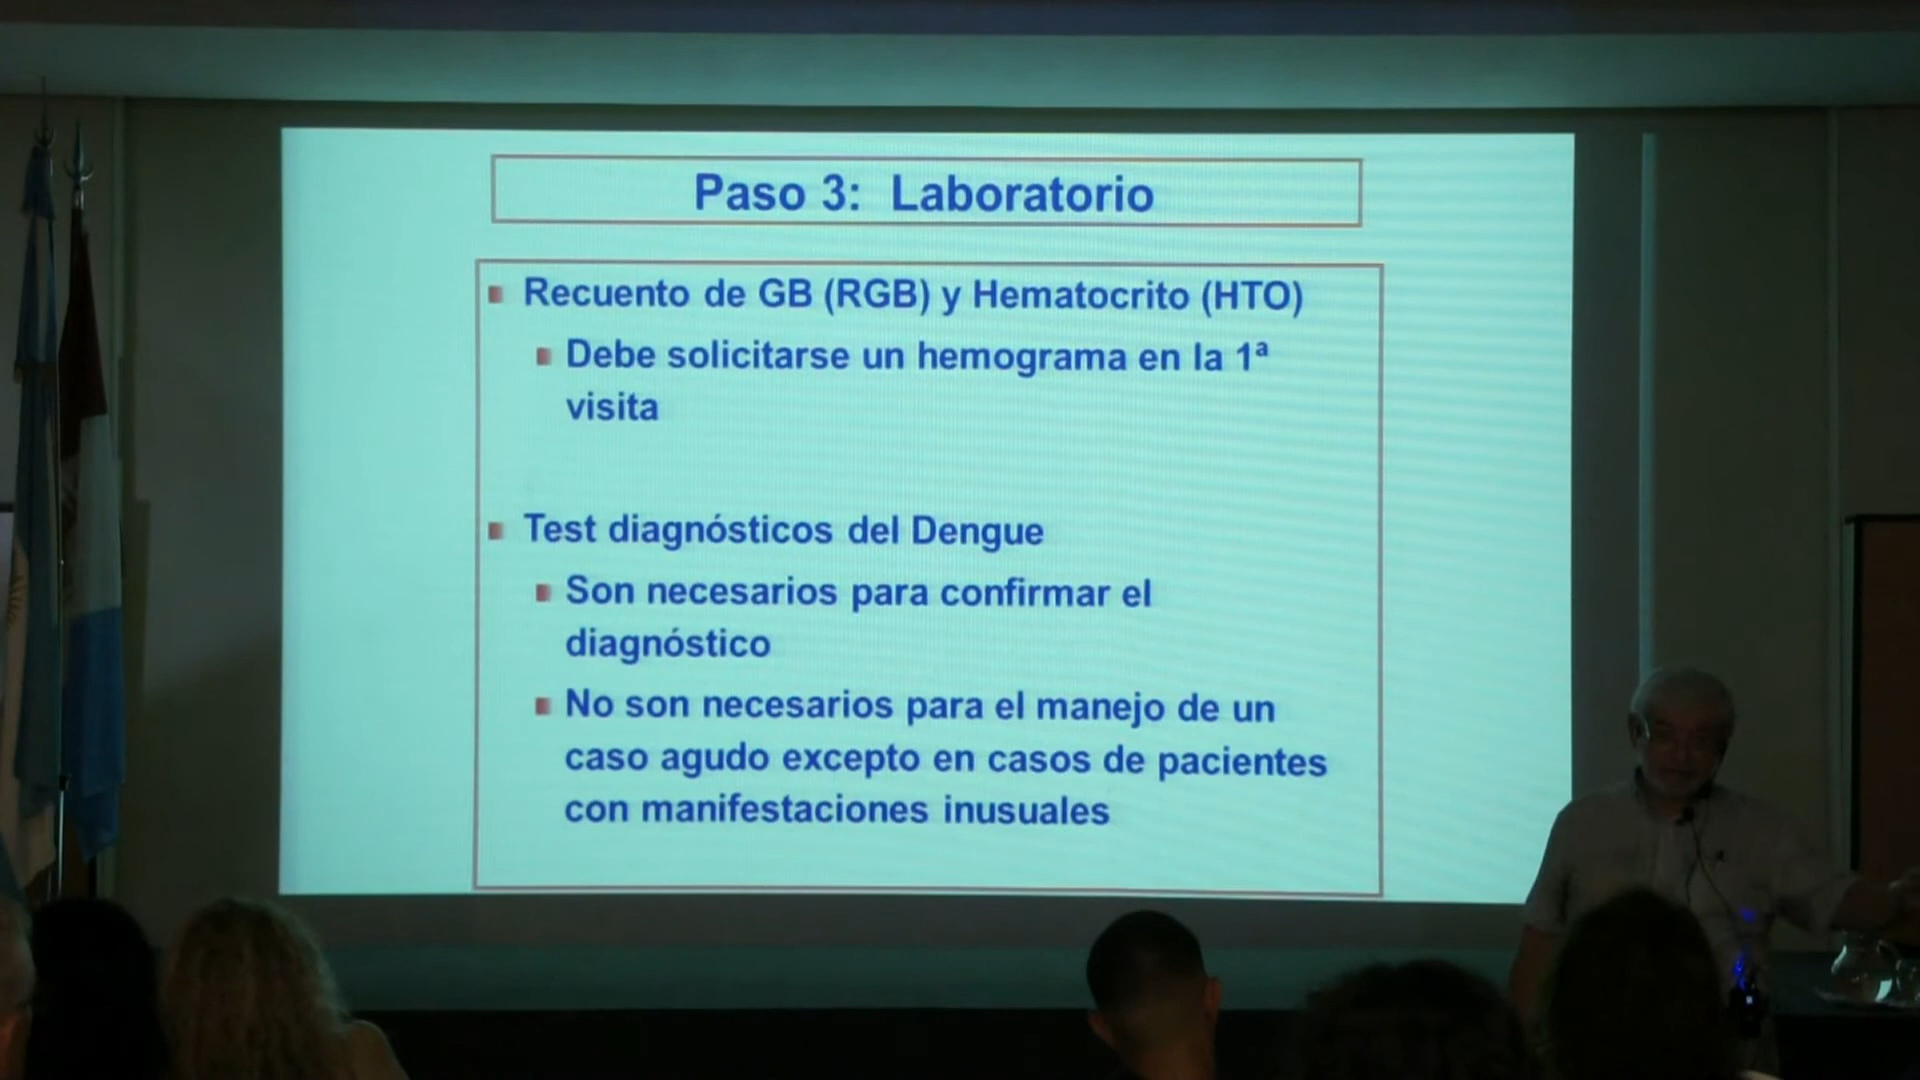 Paso 3: Laboratorio
Recuento de GB (RGB) y Hematocrito (HTO)
Debe solicitarse un hemograma en la 1ª
visita
Test diagnósticos del Dengue
Son necesarios para confirmar el
diagnóstico
No son necesarios para el manejo de un
caso agudo excepto en casos de pacientes
con manifestaciones inusuales